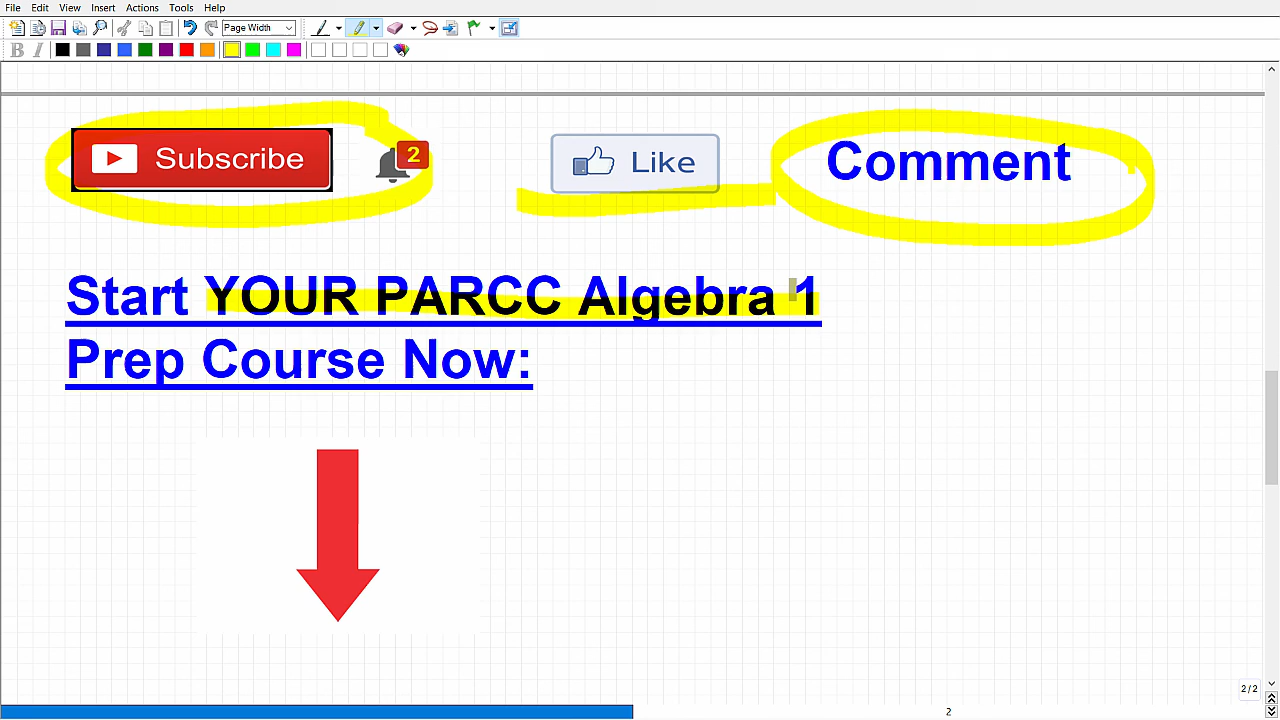 File Edit View Insert Actions Tools Help
Page Width
B I
Subscribe 2 Like Comment
Start YOUR PARCC Algebra 1
Prep Course Now:
2/2
2